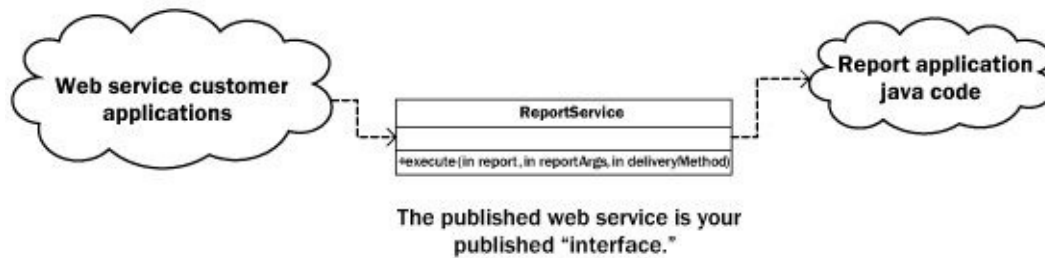 Web service customer
applications
ReportService
+execute(in report, in reportArgs, in deliveryMethod)
Report application
java code
The published web service is your
published “interface.”